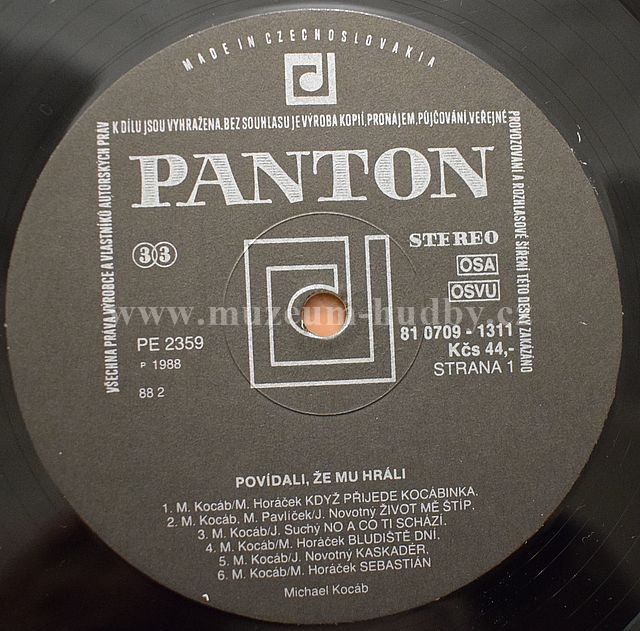 MADE IN CZECHOSLOVAKIA
VŠECHNA PRÁVA VÝROBCE A VLASTNÍKŮ AUTORSKÝCH PRÁV
K DÍLU JSOU VYHRAŽENA. BEZ SOUHLASU JE VÝROBA KOPIÍ, PRONÁJEM, PŮJČOVÁNÍ, VEŘEJNÉ
PROVOZOVÁNÍ A ROZHLASOVÉ ŠÍŘENÍ TÉTO DESKY ZAKÁZÁNO
PANTON
STEREO
33
OSA
OSVU
www.muzeum-hudby.cz
PE 2359
81 0709 - 1311
Kčs 44,-
P 1988
STRANA 1
88 2
POVÍDALI, ŽE MU HRÁLI
1. M. Kocáb/M. Horáček KDYŽ PŘIJEDE KOCÁBINKA.
2. M. Kocáb, M. Pavlíček/J. Novotný ŽIVOT MĚ ŠTÍP.
3. M. Kocáb/J. Suchý NO A CO TI SCHÁZÍ.
4. M. Kocáb/M. Horáček BLUDIŠTĚ DNÍ.
5. M. Kocáb/J. Novotný KASKADÉR.
6. M. Kocáb/M. Horáček SEBASTIÁN
Michael Kocáb